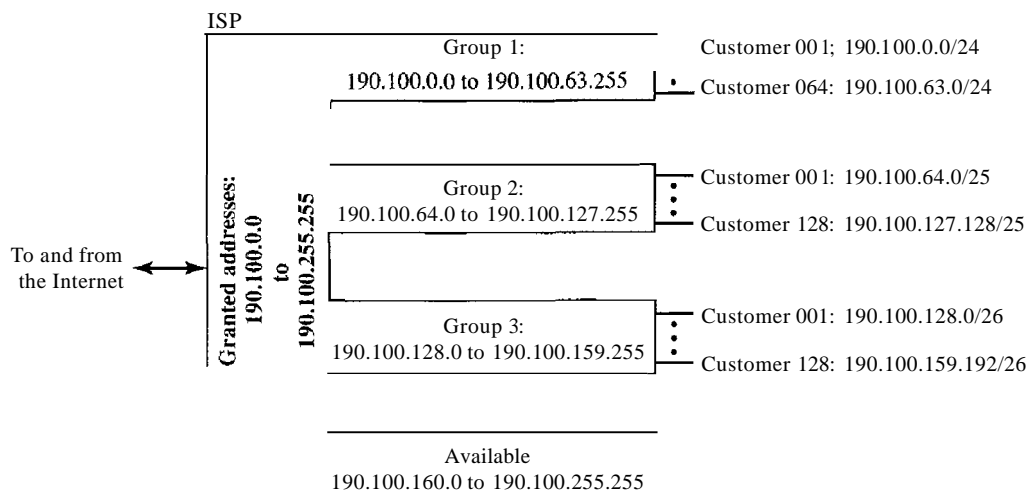 ISP
Group 1:
190.100.0.0 to 190.100.63.255
Customer 00l; 190.100.0.0/24
Customer 064: 190.100.63.0/24
Group 2:
190.100.64.0 to 190.100.127.255
Customer 00l: 190.100.64.0/25
Customer 128: 190.100.127.128/25
Granted addresses:
190.100.0.0
to
190.100.255.255
To and from
the Internet
Group 3:
190.100.128.0 to 190.100.159.255
Customer 001: 190.100.128.0/26
Customer 128: 190.100.159.192/26
Available
190.100.160.0 to 190.100.255.255